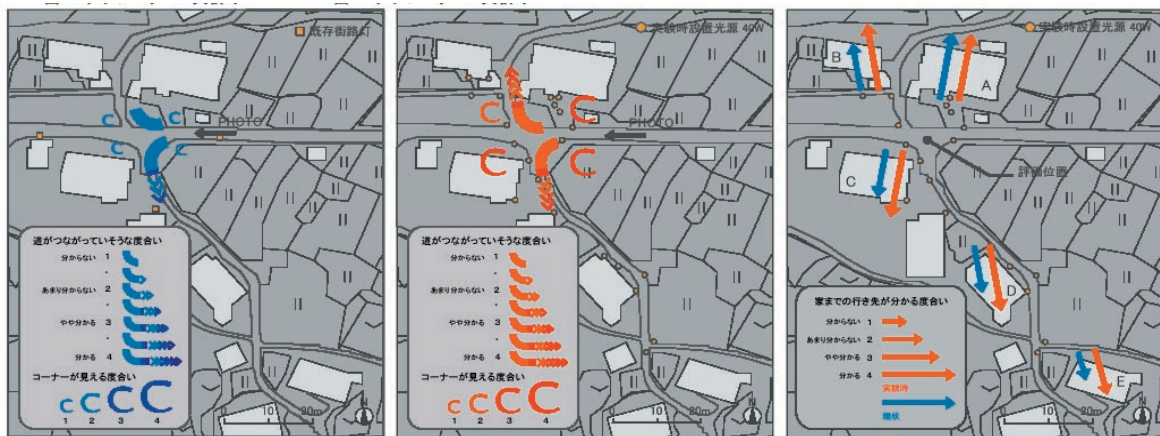 既存街路灯
PHOTO
道がつながっていそうな度合い
分からない 1
・
あまり分からない 2
・
やや分かる 3
・
分かる 4
コーナーが見える度合い
1 2 3 4
0 10 20m
N
実験時設置光源 40W
PHOTO
道がつながっていそうな度合い
分からない 1
・
あまり分からない 2
・
やや分かる 3
・
分かる 4
コーナーが見える度合い
1 2 3 4
0 10 20m
N
実験時設置光源 40W
B
A
評価位置
C
D
E
家までの行き先が分かる度合い
分からない 1
あまり分からない 2
やや分かる 3
分かる 4
実験時
現状
0 10 20m
N